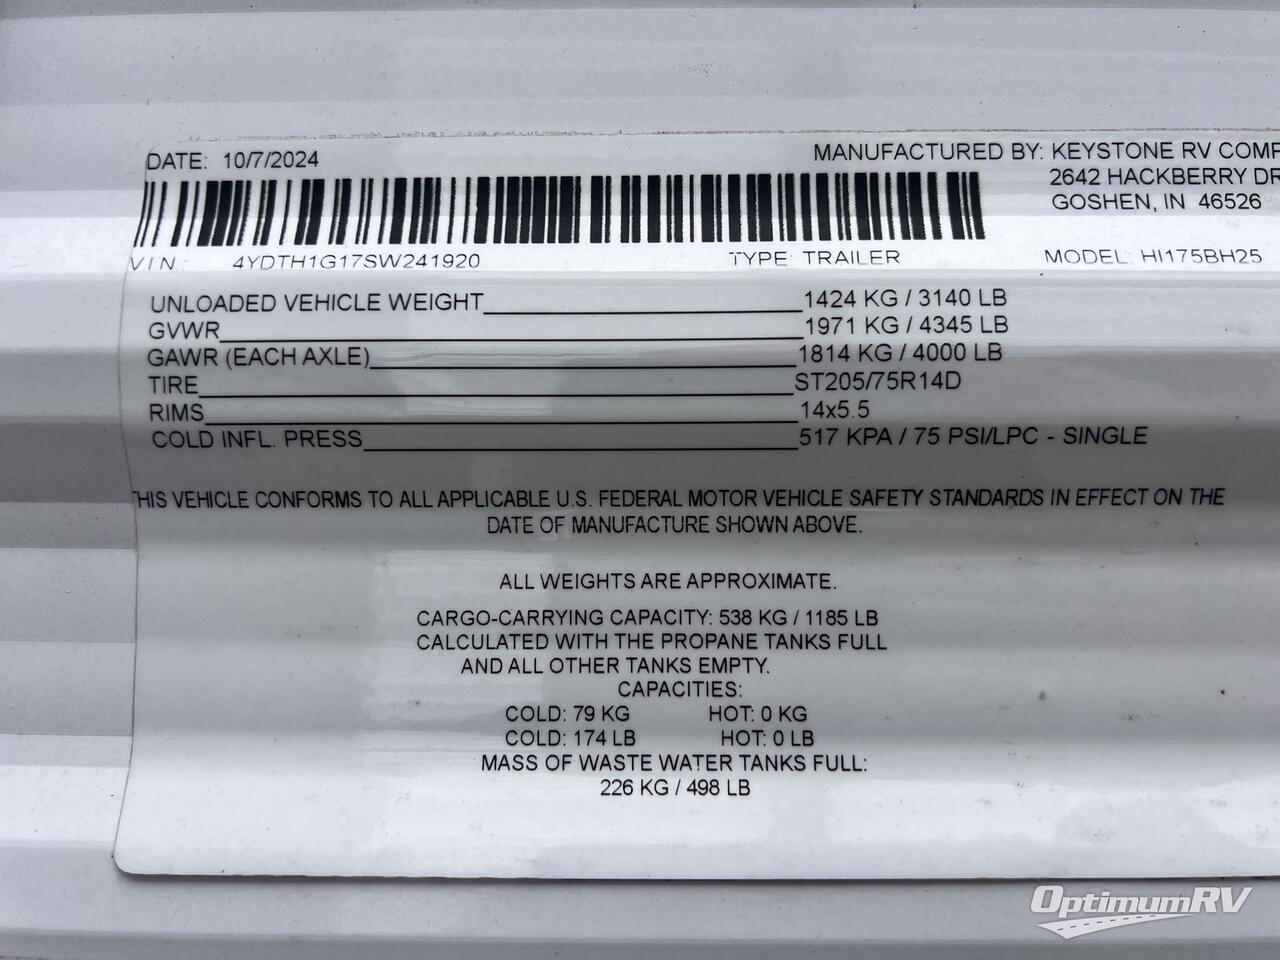 DATE: 10/7/2024
MANUFACTURED BY: KEYSTONE RV
2642 HACKBERRY
GOSHEN, IN 46526
VIN: 4YDTH1G17SW241920 TYPE: TRAILER MODEL: HI175BH25
UNLOADED VEHICLE WEIGHT 1424 KG / 3140 LB
GVWR 1971 KG / 4345 LB
GAWR (EACH AXLE) 1814 KG / 4000 LB
TIRE ST205/75R14D
RIMS 14x5.5
COLD INFL. PRESS 517 KPA / 75 PSI/LPC - SINGLE
THIS VEHICLE CONFORMS TO ALL APPLICABLE U.S. FEDERAL MOTOR VEHICLE SAFETY STANDARDS IN EFFECT ON THE
DATE OF MANUFACTURE SHOWN ABOVE.
ALL WEIGHTS ARE APPROXIMATE.
CARGO-CARRYING CAPACITY: 538 KG / 1185 LB
CALCULATED WITH THE PROPANE TANKS FULL
AND ALL OTHER TANKS EMPTY.
CAPACITIES:
COLD: 79 KG HOT: 0 KG
COLD: 174 LB HOT: 0 LB
MASS OF WASTE WATER TANKS FULL:
226 KG / 498 LB
OptimumRV